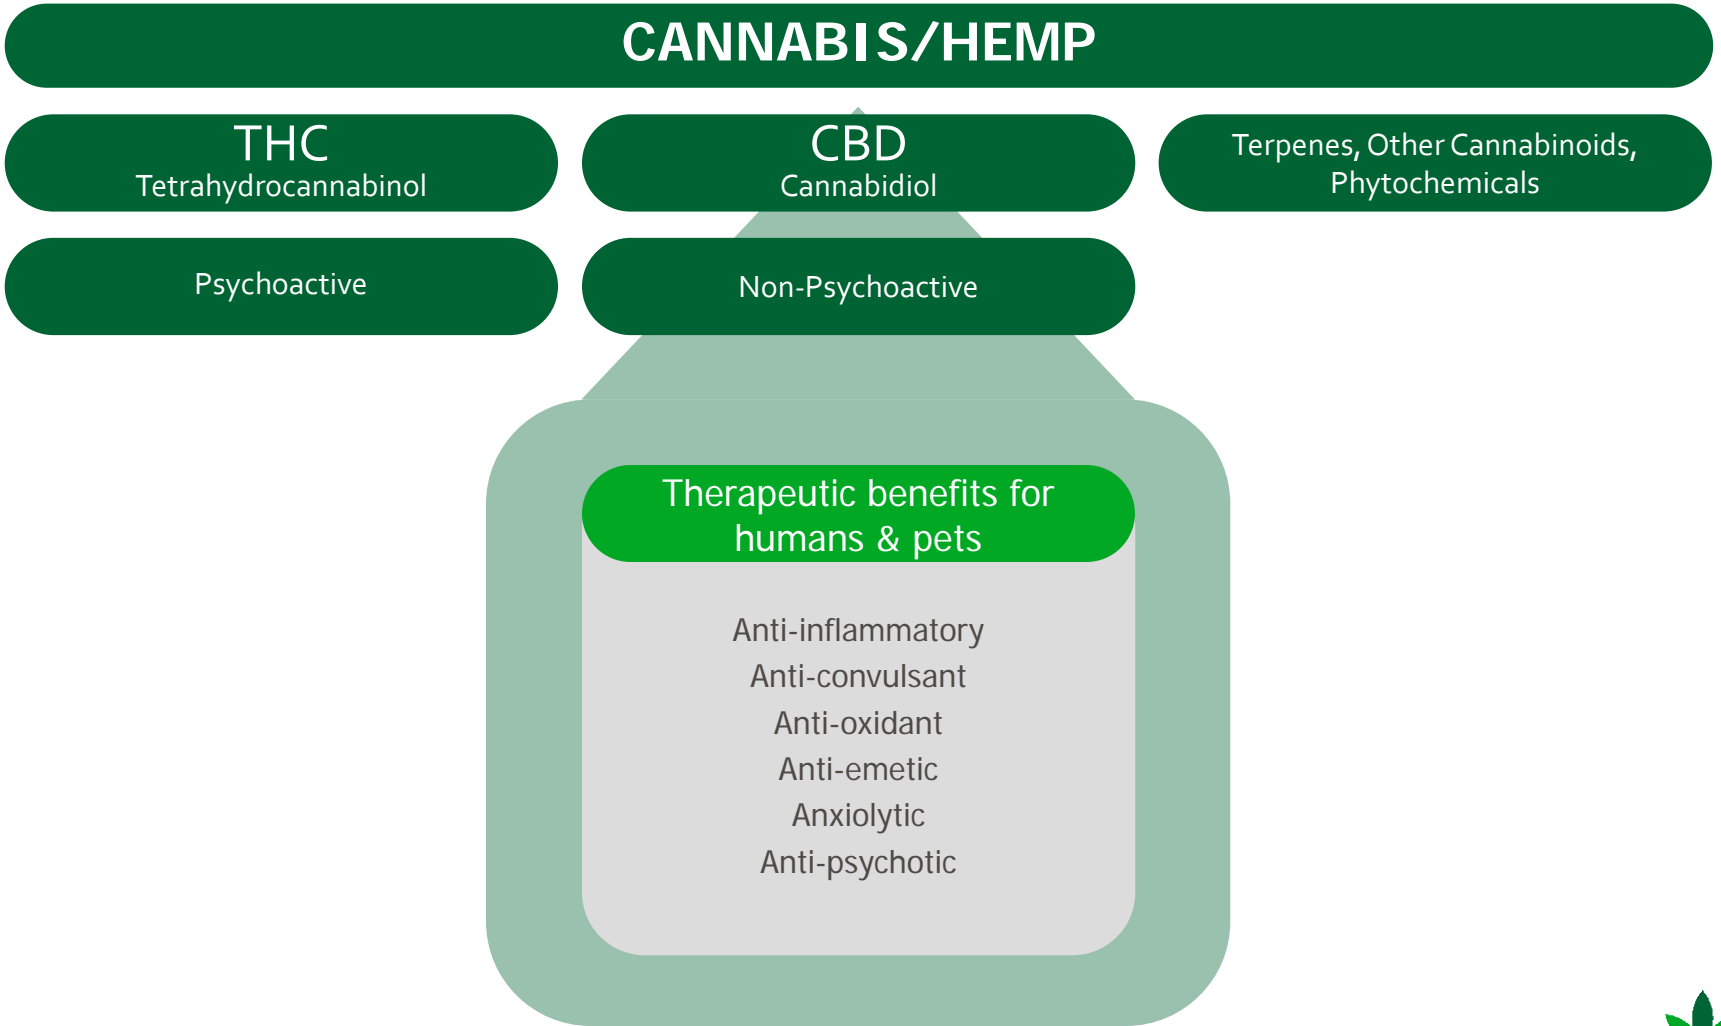 CANNABIS/HEMP
THC
Tetrahydrocannabinol
CBD
Cannabidiol
Terpenes, Other Cannabinoids,
Phytochemicals
Psychoactive
Non-Psychoactive
Therapeutic benefits for
humans & pets
Anti-inflammatory
Anti-convulsant
Anti-oxidant
Anti-emetic
Anxiolytic
Anti-psychotic